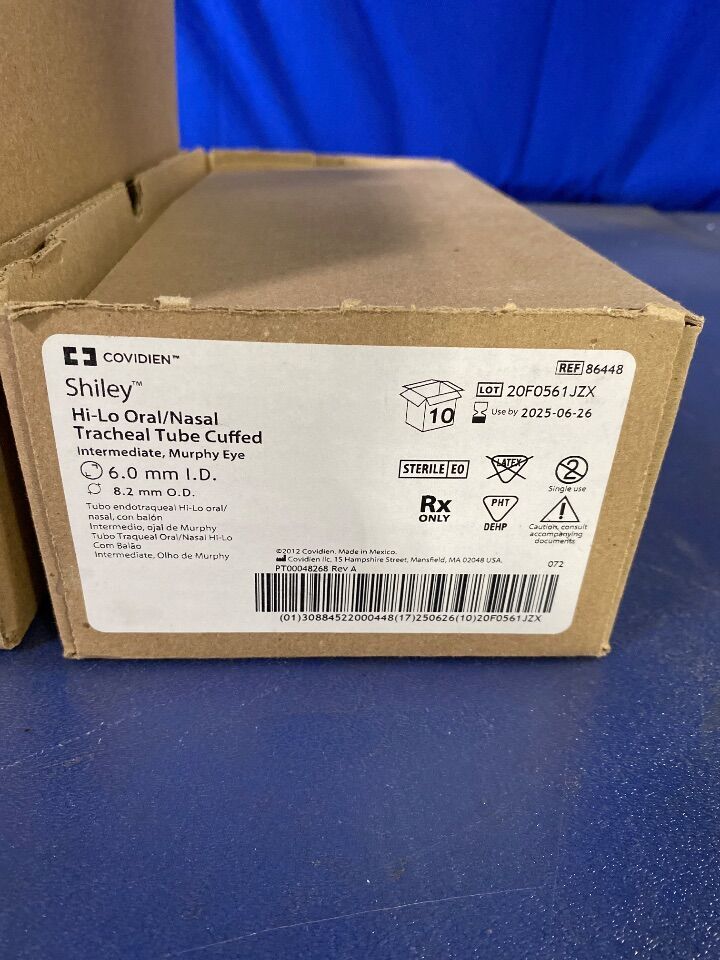 COVIDIEN™
Shiley™
Hi-Lo Oral/Nasal
Tracheal Tube Cuffed
Intermediate, Murphy Eye
6.0 mm I.D.
8.2 mm O.D.
Tubo endotraqueal Hi-Lo oral/
nasal, con balón
Intermedio, ojal de Murphy
Tubo Traqueal Oral/Nasal Hi-Lo
Com Balão
Intermediate, Olho de Murphy
REF 86448
10
LOT 20F0561JZX
Use by 2025-06-26
STERILE EO
LATEX
2
Single use
Rx
ONLY
PHT
DEHP
!
Caution, consult
accompanying
documents
©2012 Covidien. Made in Mexico.
Covidien llc, 15 Hampshire Street, Mansfield, MA 02048 USA.
PT00048268 Rev A
072
(01)30884522000448(17)250626(10)20F0561JZX